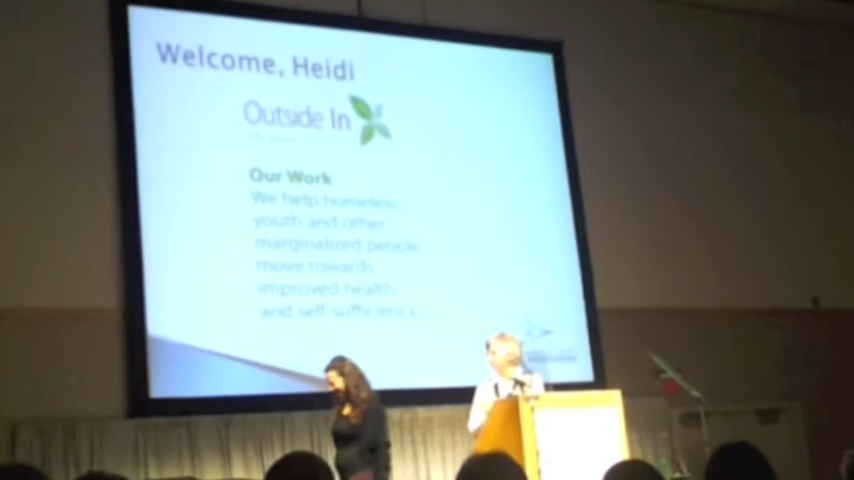 Welcome, Heidi
Outside In
Our Work
We help homeless
youth and other
marginalized people
move towards
improved health
and self-sufficiency